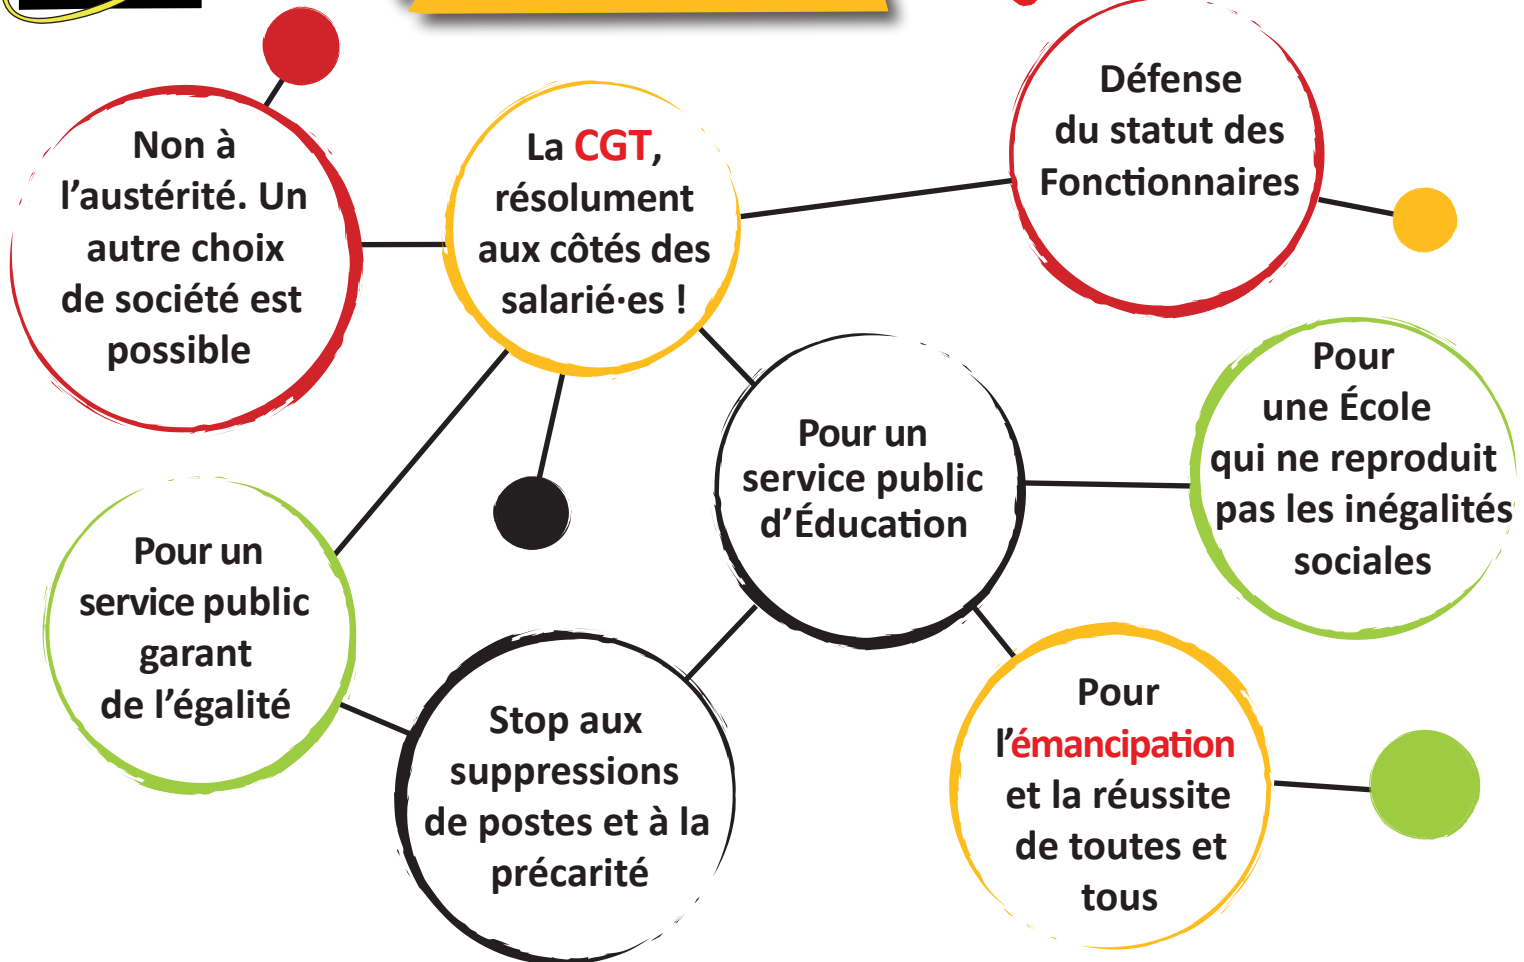 Non à
l’austérité. Un
autre choix
de société est
possible
La CGT,
résolument
aux côtés des
salarié·es !
Défense
du statut des
Fonctionnaires
Pour un
service public
d’Éducation
Pour
une École
qui ne reproduit
pas les inégalités
sociales
Pour un
service public
garant
de l’égalité
Stop aux
suppressions
de postes et à la
précarité
Pour
l’émancipation
et la réussite
de toutes et
tous